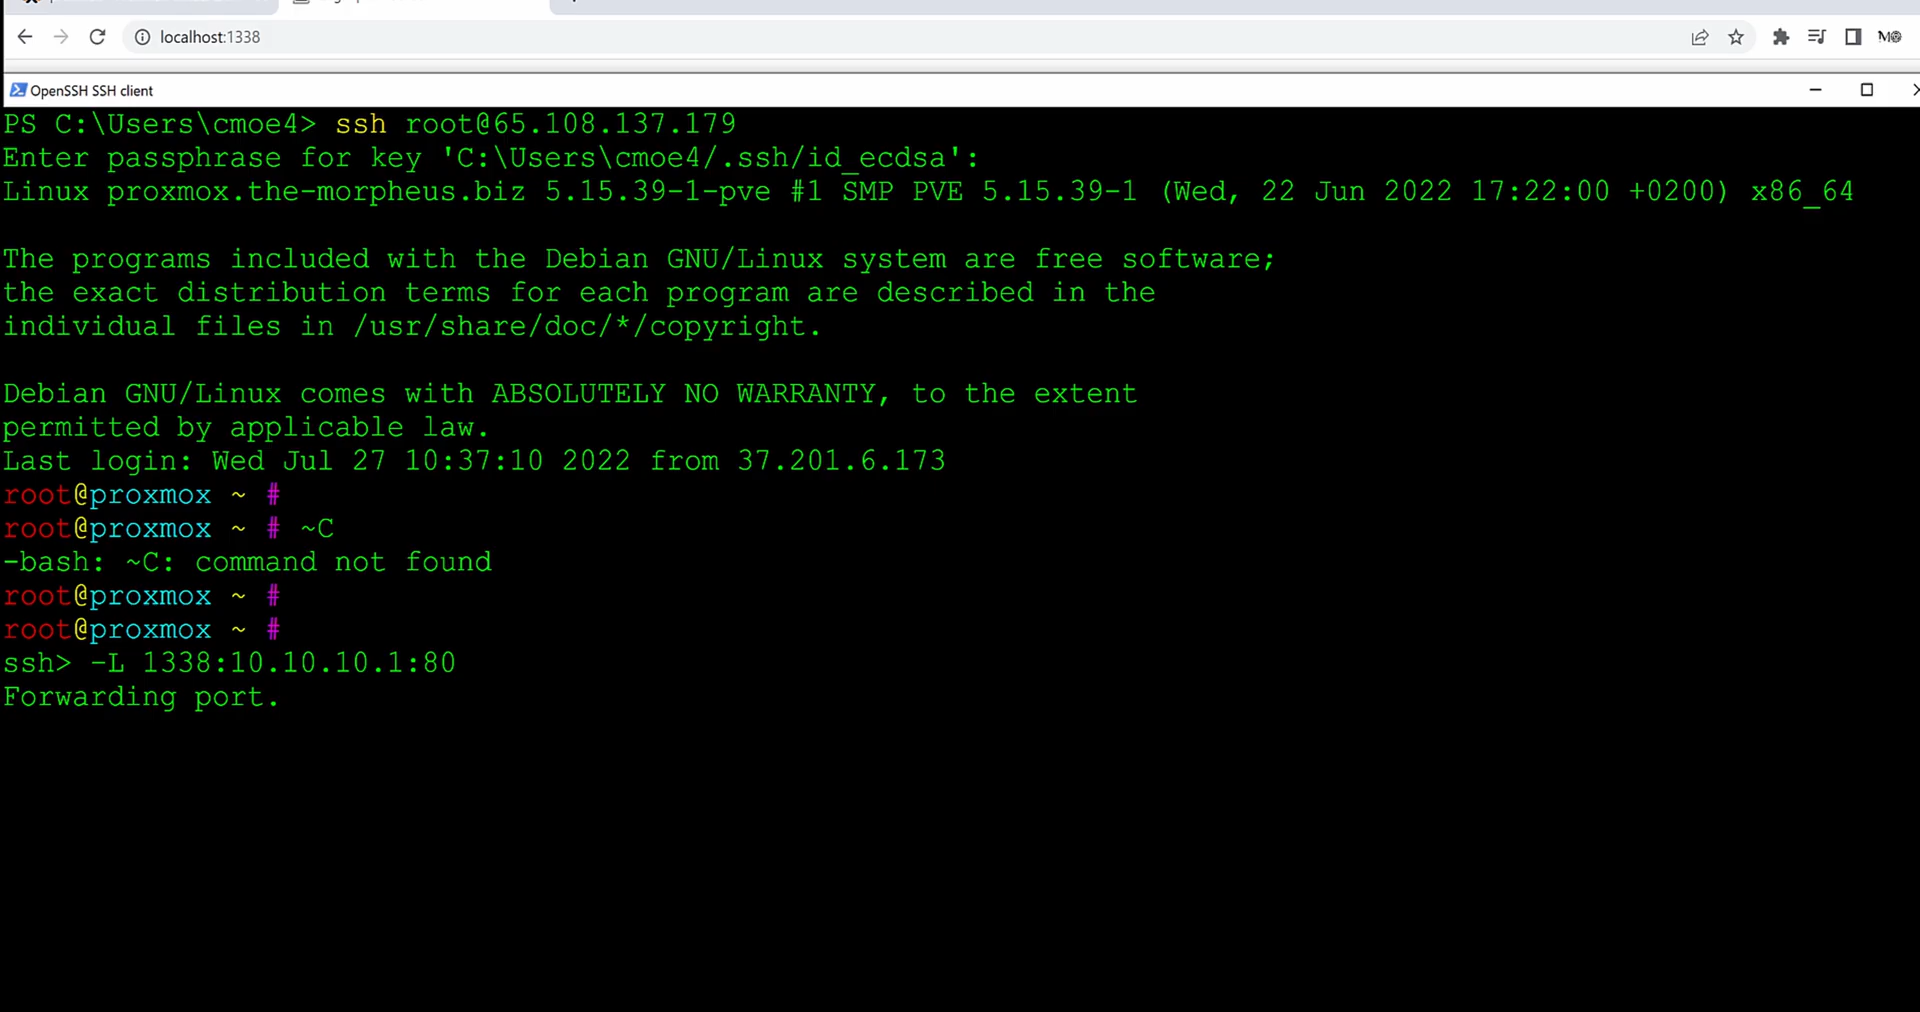 localhost:1338
OpenSSH SSH client
PS C:\Users\cmoe4> ssh root@65.108.137.179
Enter passphrase for key 'C:\Users\cmoe4/.ssh/id_ecdsa':
Linux proxmox.the-morpheus.biz 5.15.39-1-pve #1 SMP PVE 5.15.39-1 (Wed, 22 Jun 2022 17:22:00 +0200) x86_64
The programs included with the Debian GNU/Linux system are free software;
the exact distribution terms for each program are described in the
individual files in /usr/share/doc/*/copyright.
Debian GNU/Linux comes with ABSOLUTELY NO WARRANTY, to the extent
permitted by applicable law.
Last login: Wed Jul 27 10:37:10 2022 from 37.201.6.173
root@proxmox ~ #
root@proxmox ~ # ~C
-bash: ~C: command not found
root@proxmox ~ #
root@proxmox ~ #
ssh> -L 1338:10.10.10.1:80
Forwarding port.